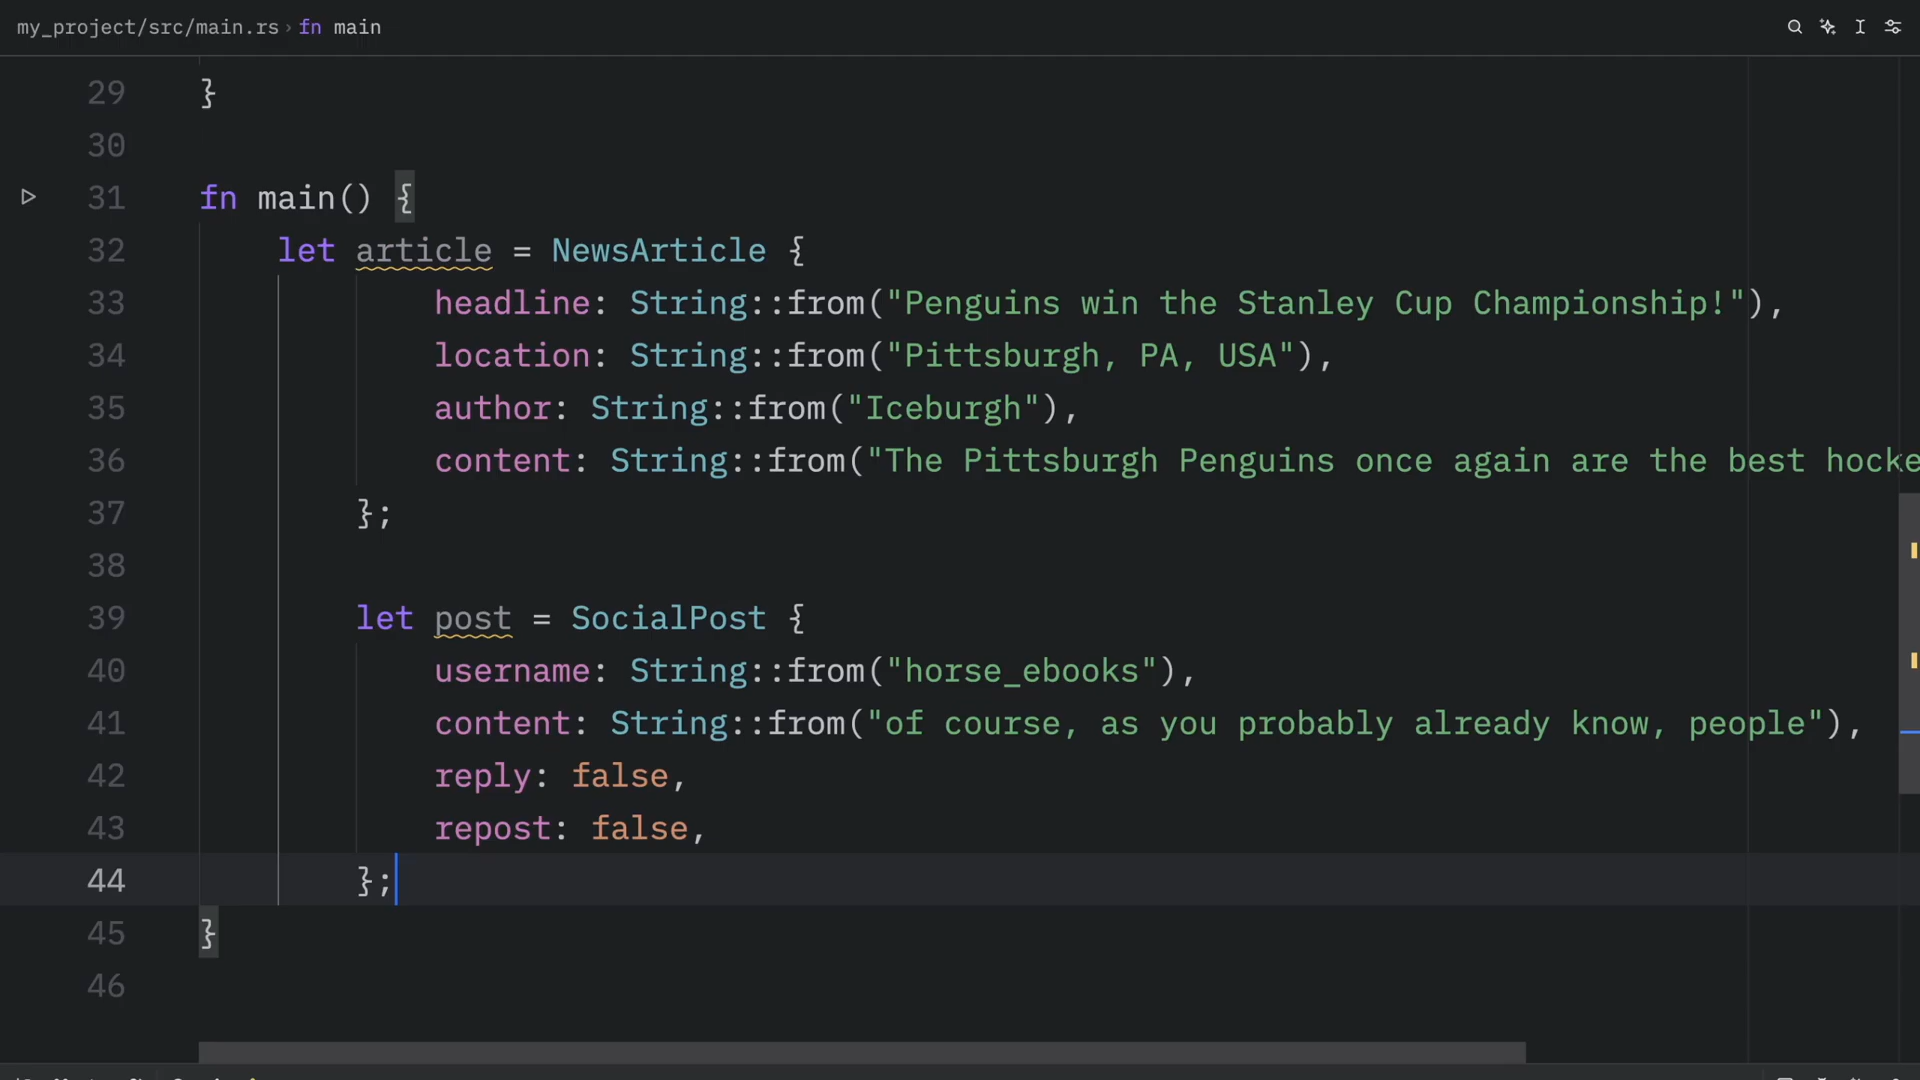 my_project/src/main.rs › fn main
29 }
30
31 fn main() {
32 let article = NewsArticle {
33 headline: String::from("Penguins win the Stanley Cup Championship!"),
34 location: String::from("Pittsburgh, PA, USA"),
35 author: String::from("Iceburgh"),
36 content: String::from("The Pittsburgh Penguins once again are the best hocke
37 };
38
39 let post = SocialPost {
40 username: String::from("horse_ebooks"),
41 content: String::from("of course, as you probably already know, people"),
42 reply: false,
43 repost: false,
44 };
45 }
46